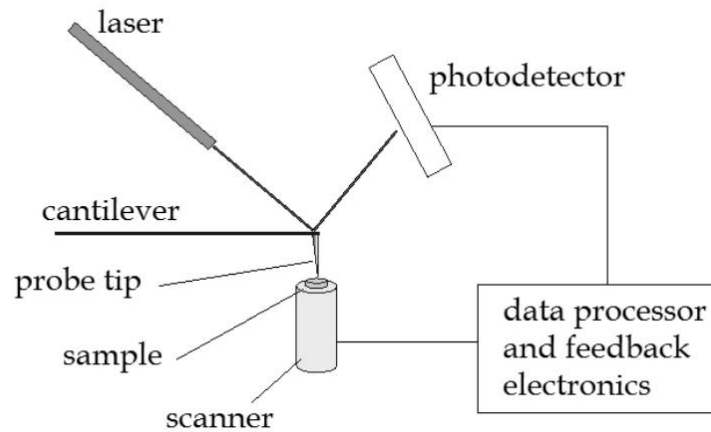 laser
photodetector
cantilever
probe tip
sample
scanner
data processor
and feedback
electronics